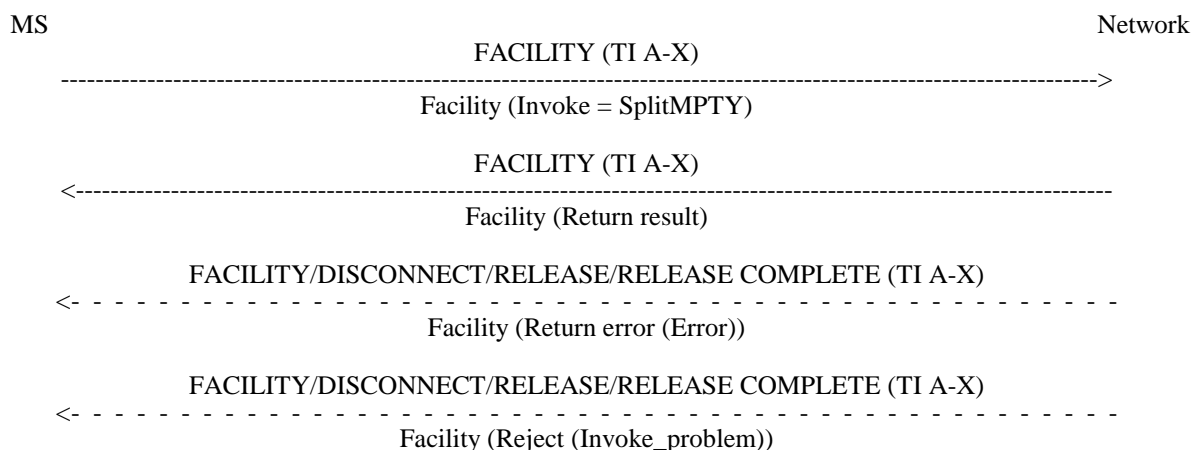 MS Network
FACILITY (TI A-X)
Facility (Invoke = SplitMPTY)
FACILITY (TI A-X)
Facility (Return result)
FACILITY/DISCONNECT/RELEASE/RELEASE COMPLETE (TI A-X)
Facility (Return error (Error))
FACILITY/DISCONNECT/RELEASE/RELEASE COMPLETE (TI A-X)
Facility (Reject (Invoke_problem))